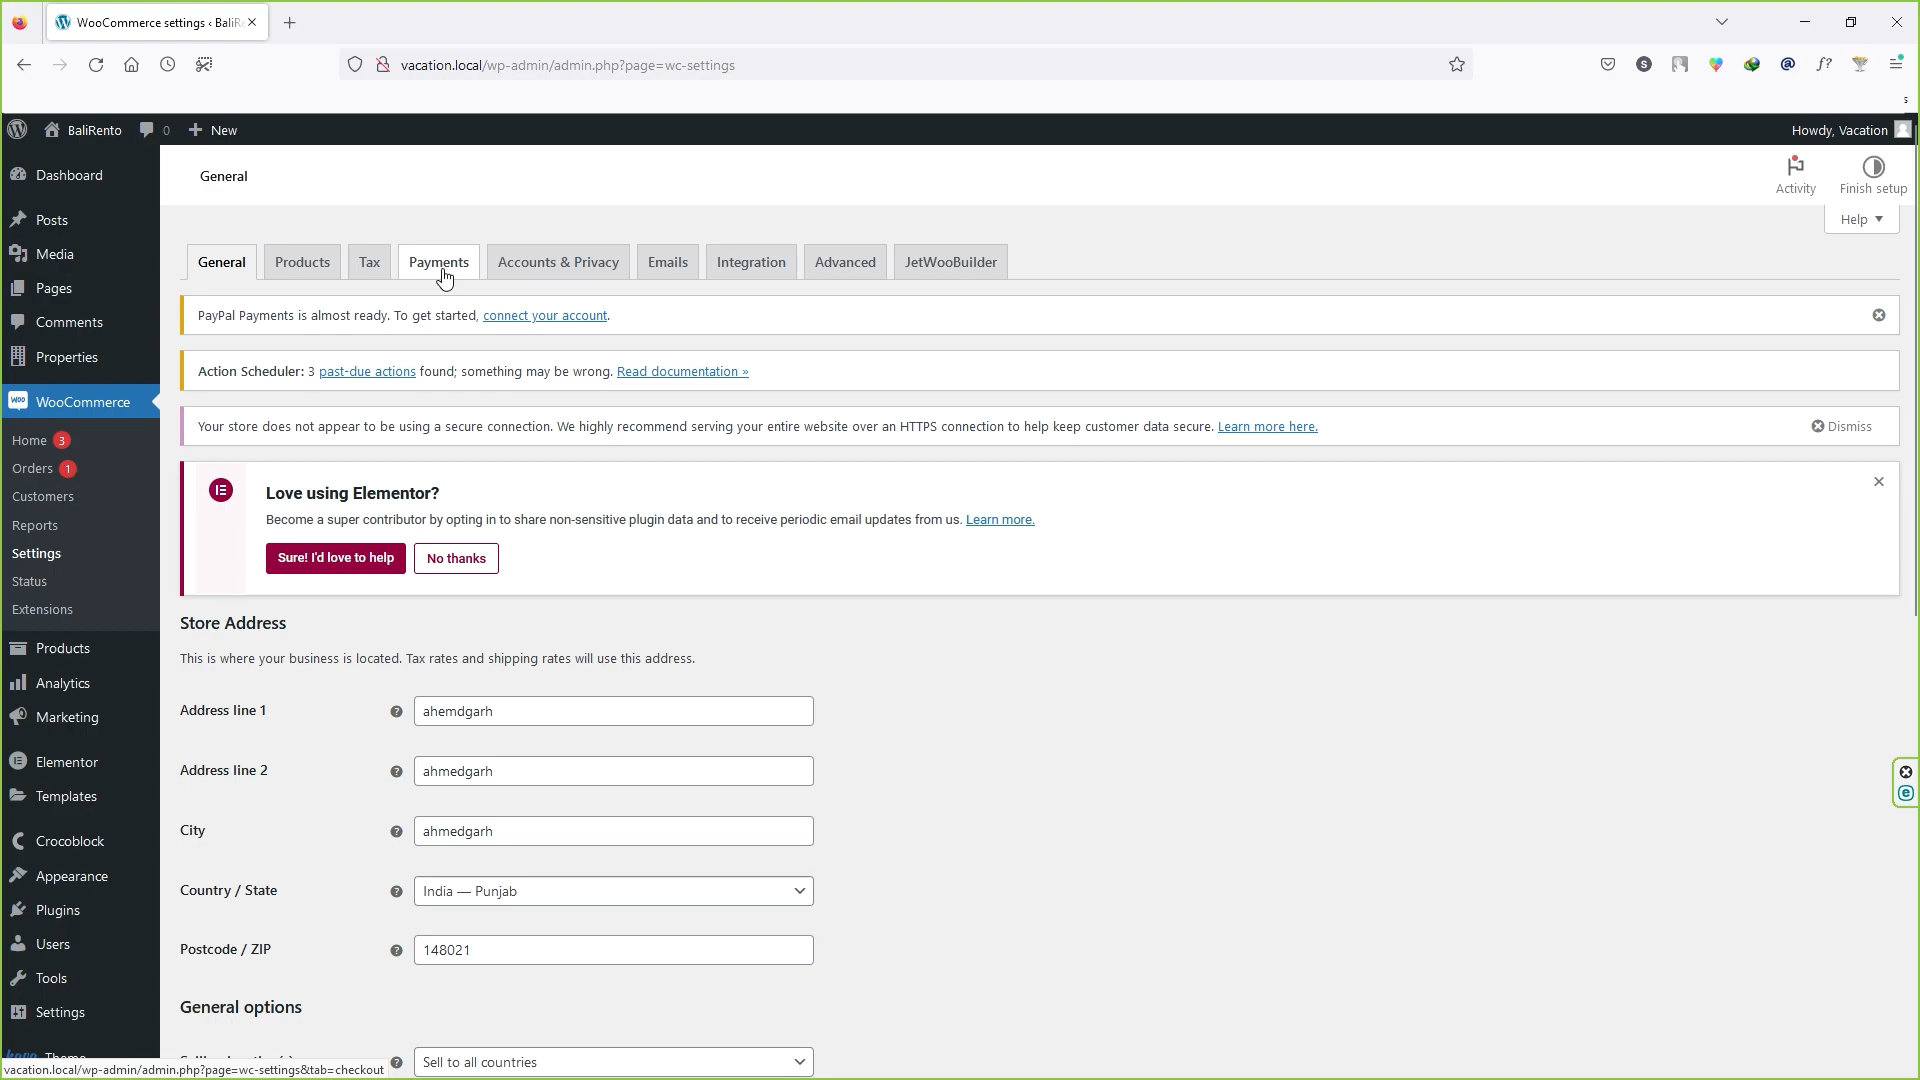 WooCommerce settings ‹ BaliR
vacation.local/wp-admin/admin.php?page=wc-settings
BaliRento
0
New
Howdy, Vacation
Dashboard
Posts
Media
Pages
Comments
Properties
WooCommerce
Home 3
Orders 1
Customers
Reports
Settings
Status
Extensions
Products
Analytics
Marketing
Elementor
Templates
Crocoblock
Appearance
Plugins
Users
Tools
Settings
General
Activity
Finish setup
Help
General
Products
Tax
Payments
Accounts & Privacy
Emails
Integration
Advanced
JetWooBuilder
PayPal Payments is almost ready. To get started, connect your account.
Action Scheduler: 3 past-due actions found; something may be wrong. Read documentation »
Your store does not appear to be using a secure connection. We highly recommend serving your entire website over an HTTPS connection to help keep customer data secure. Learn more here.
Dismiss
Love using Elementor?
Become a super contributor by opting in to share non-sensitive plugin data and to receive periodic email updates from us. Learn more.
Sure! I'd love to help
No thanks
Store Address
This is where your business is located. Tax rates and shipping rates will use this address.
Address line 1
ahemdgarh
Address line 2
ahmedgarh
City
ahmedgarh
Country / State
India — Punjab
Postcode / ZIP
148021
General options
Sell to all countries
vacation.local/wp-admin/admin.php?page=wc-settings&tab=checkout